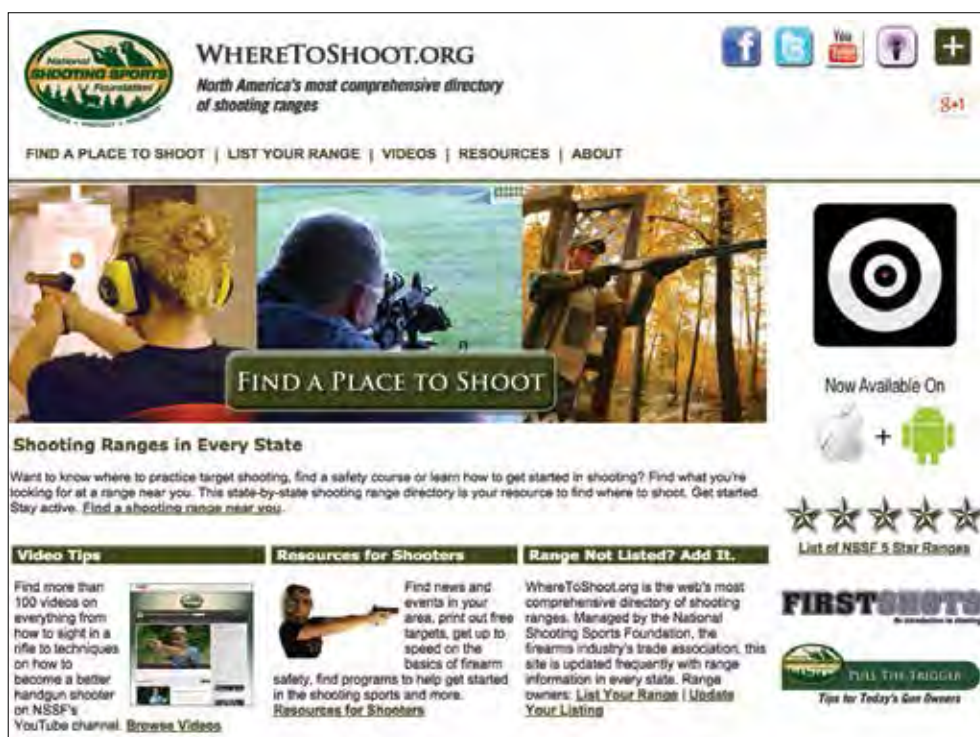 National
SHOOTING SPORTS
Foundation
WHERETOSHOOT.ORG
North America's most comprehensive directory
of shooting ranges
You
Tube
g+1
FIND A PLACE TO SHOOT | LIST YOUR RANGE | VIDEOS | RESOURCES | ABOUT
FIND A PLACE TO SHOOT
Now Available On
+
Shooting Ranges in Every State
Want to know where to practice target shooting, find a safety course or learn how to get started in shooting? Find what you're
looking for at a range near you. This state-by-state shooting range directory is your resource to find where to shoot. Get started.
Stay active. Find a shooting range near you.
List of NSSF 5 Star Ranges
Video Tips
Find more than
100 videos on
everything from
how to sight in a
rifle to techniques
on how to
become a better
handgun shooter
on NSSF's
YouTube channel. Browse Videos
Resources for Shooters
Find news and
events in your
area, print out free
targets, get up to
speed on the
basics of firearm
safety, find programs to help get started
in the shooting sports and more.
Resources for Shooters
Range Not Listed? Add It.
WhereToShoot.org is the web's most
comprehensive directory of shooting
ranges. Managed by the National
Shooting Sports Foundation, the
firearms industry's trade association, this
site is updated frequently with range
information in every state. Range
owners: List Your Range | Update
Your Listing
FIRSTSHOTS
NSSF
PULL THE TRIGGER
Tips for Today's Gun Owners